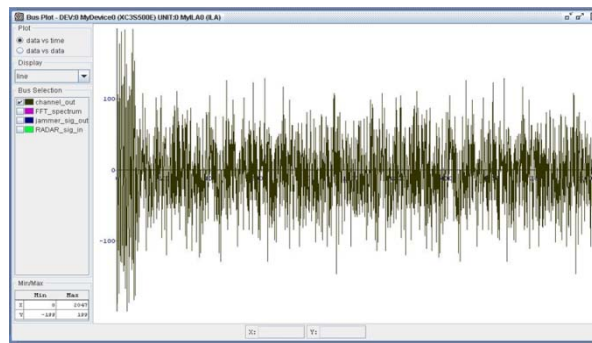 Bus Plot - DEV:0 MyDevice0 (XC3S500E) UNIT:0 MyILA0 (ILA)
Plot
data vs time
data vs data
Display
line
Bus Selection
channel_out
FFT_spectrum
jammer_sig_out
RADAR_sig_in
100
0
-100
Min/Max
Min Max
X 0
Y
X: Y: